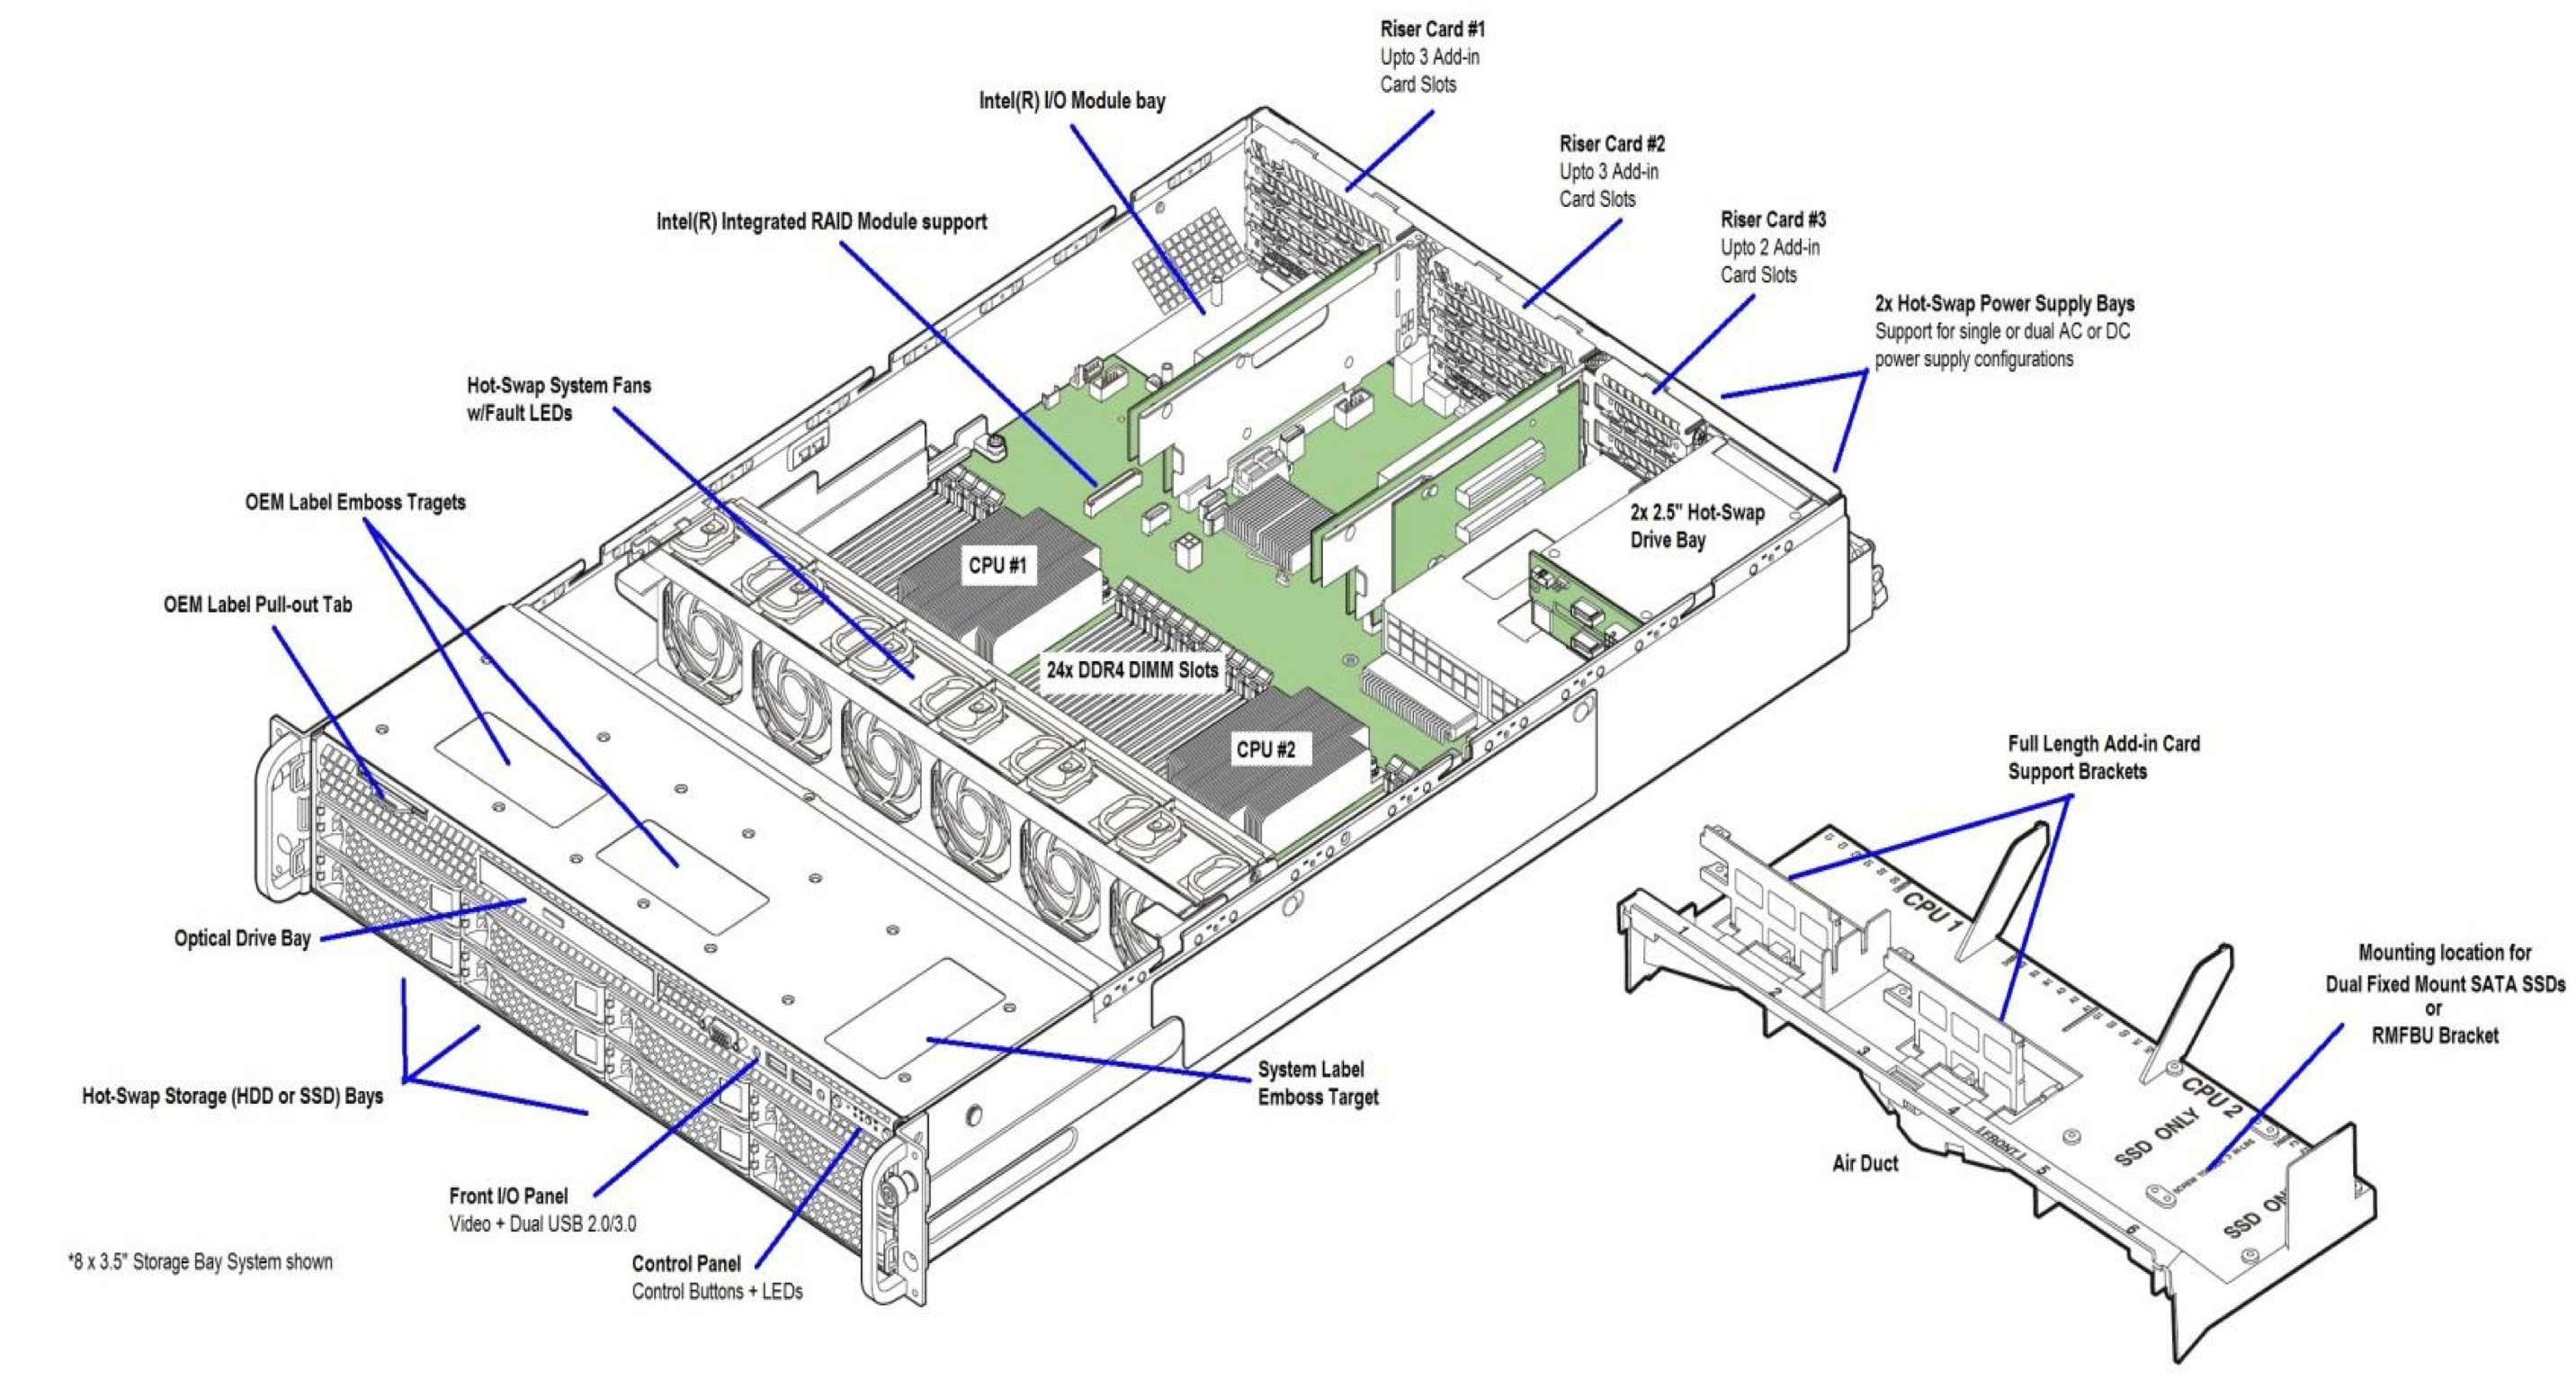 Riser Card #1
Upto 3 Add-in
Card Slots
Intel(R) I/O Module bay
Riser Card #2
Upto 3 Add-in
Card Slots
Intel(R) Integrated RAID Module support
Riser Card #3
Upto 2 Add-in
Card Slots
2x Hot-Swap Power Supply Bays
Support for single or dual AC or DC
power supply configurations
Hot-Swap System Fans
w/Fault LEDs
OEM Label Emboss Tragets
2x 2.5" Hot-Swap
Drive Bay
CPU #1
OEM Label Pull-out Tab
24x DDR4 DIMM Slots
CPU #2
Full Length Add-in Card
Support Brackets
Optical Drive Bay
Mounting location for
Dual Fixed Mount SATA SSDs
or
RMFBU Bracket
Hot-Swap Storage (HDD or SSD) Bays
System Label
Emboss Target
Air Duct
Front I/O Panel
Video + Dual USB 2.0/3.0
Control Panel
Control Buttons + LEDs
*8 x 3.5" Storage Bay System shown
CPU 1
CPU 2
SSD ONLY
SSD ON
1
2
3
4
FRONT
5
6